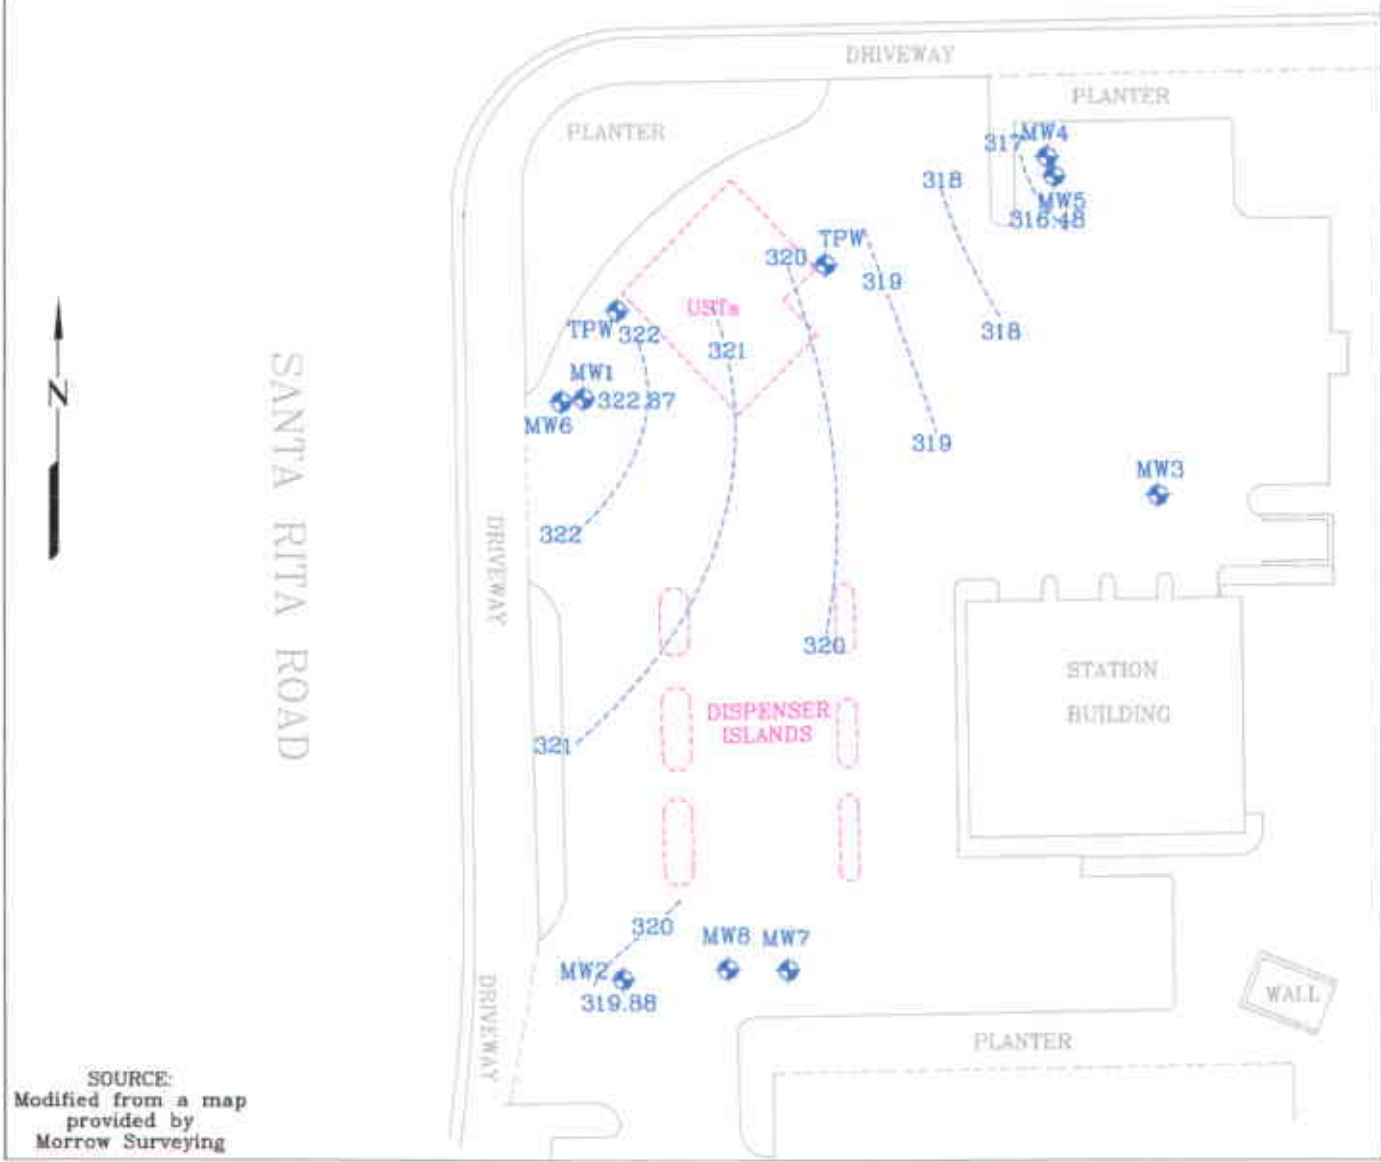 DRIVEWAY
PLANTER
PLANTER
317
MW4
318
MW5
316.48
TPW
320
319
USTs
TPW
322
321
318
MW1
322.87
MW6
319
MW3
322
N
SANTA RITA ROAD
DRIVEWAY
320
STATION
BUILDING
DISPENSER
ISLANDS
321
320
MW8
MW7
MW2
319.88
DRIVEWAY
WALL
PLANTER
SOURCE:
Modified from a map
provided by
Morrow Surveying